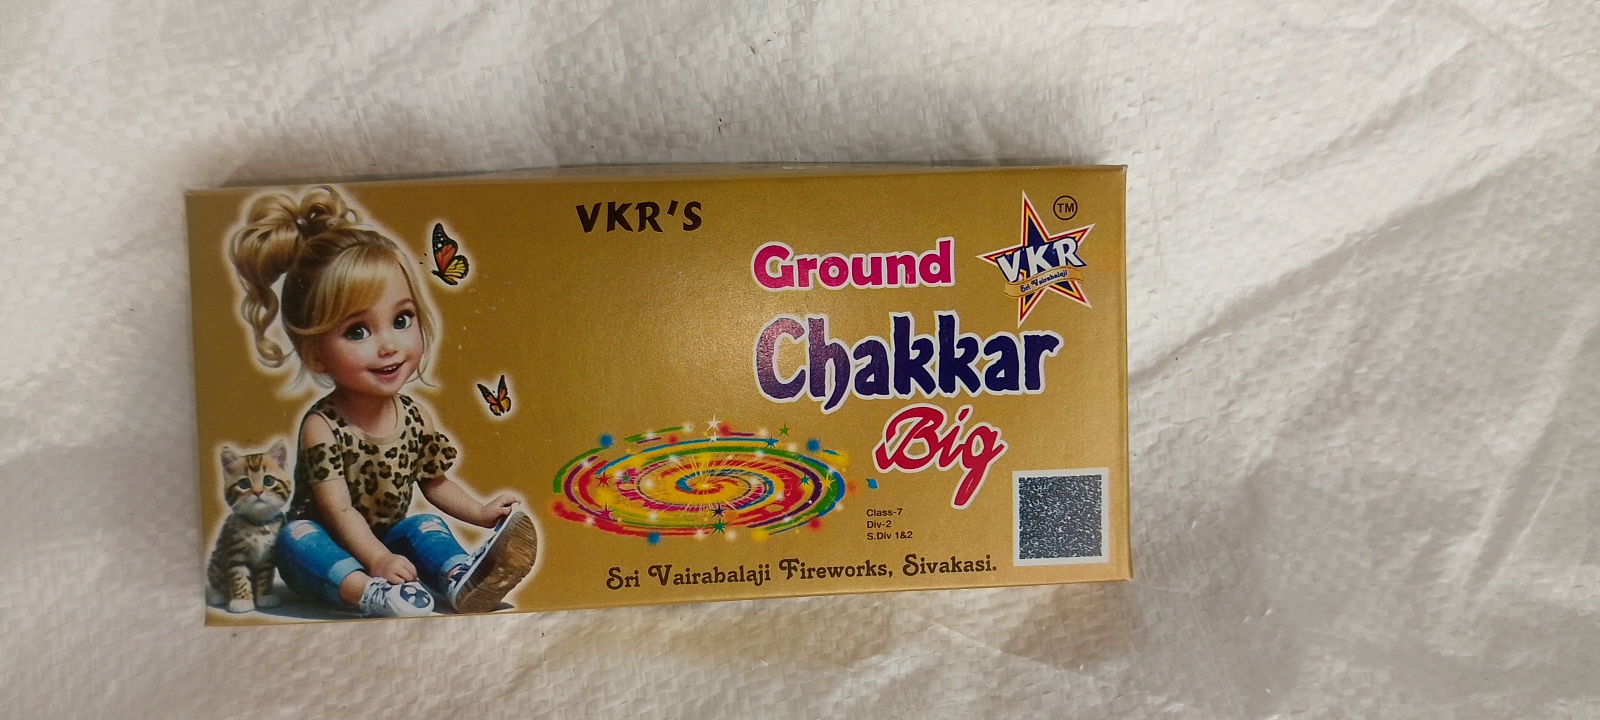 VKR'S
TM
VKR
Sri Vairabalaji
Ground
Chakkar
Big
Class-7
Div-2
S.Div 1&2
Sri Vairabalaji Fireworks, Sivakasi.